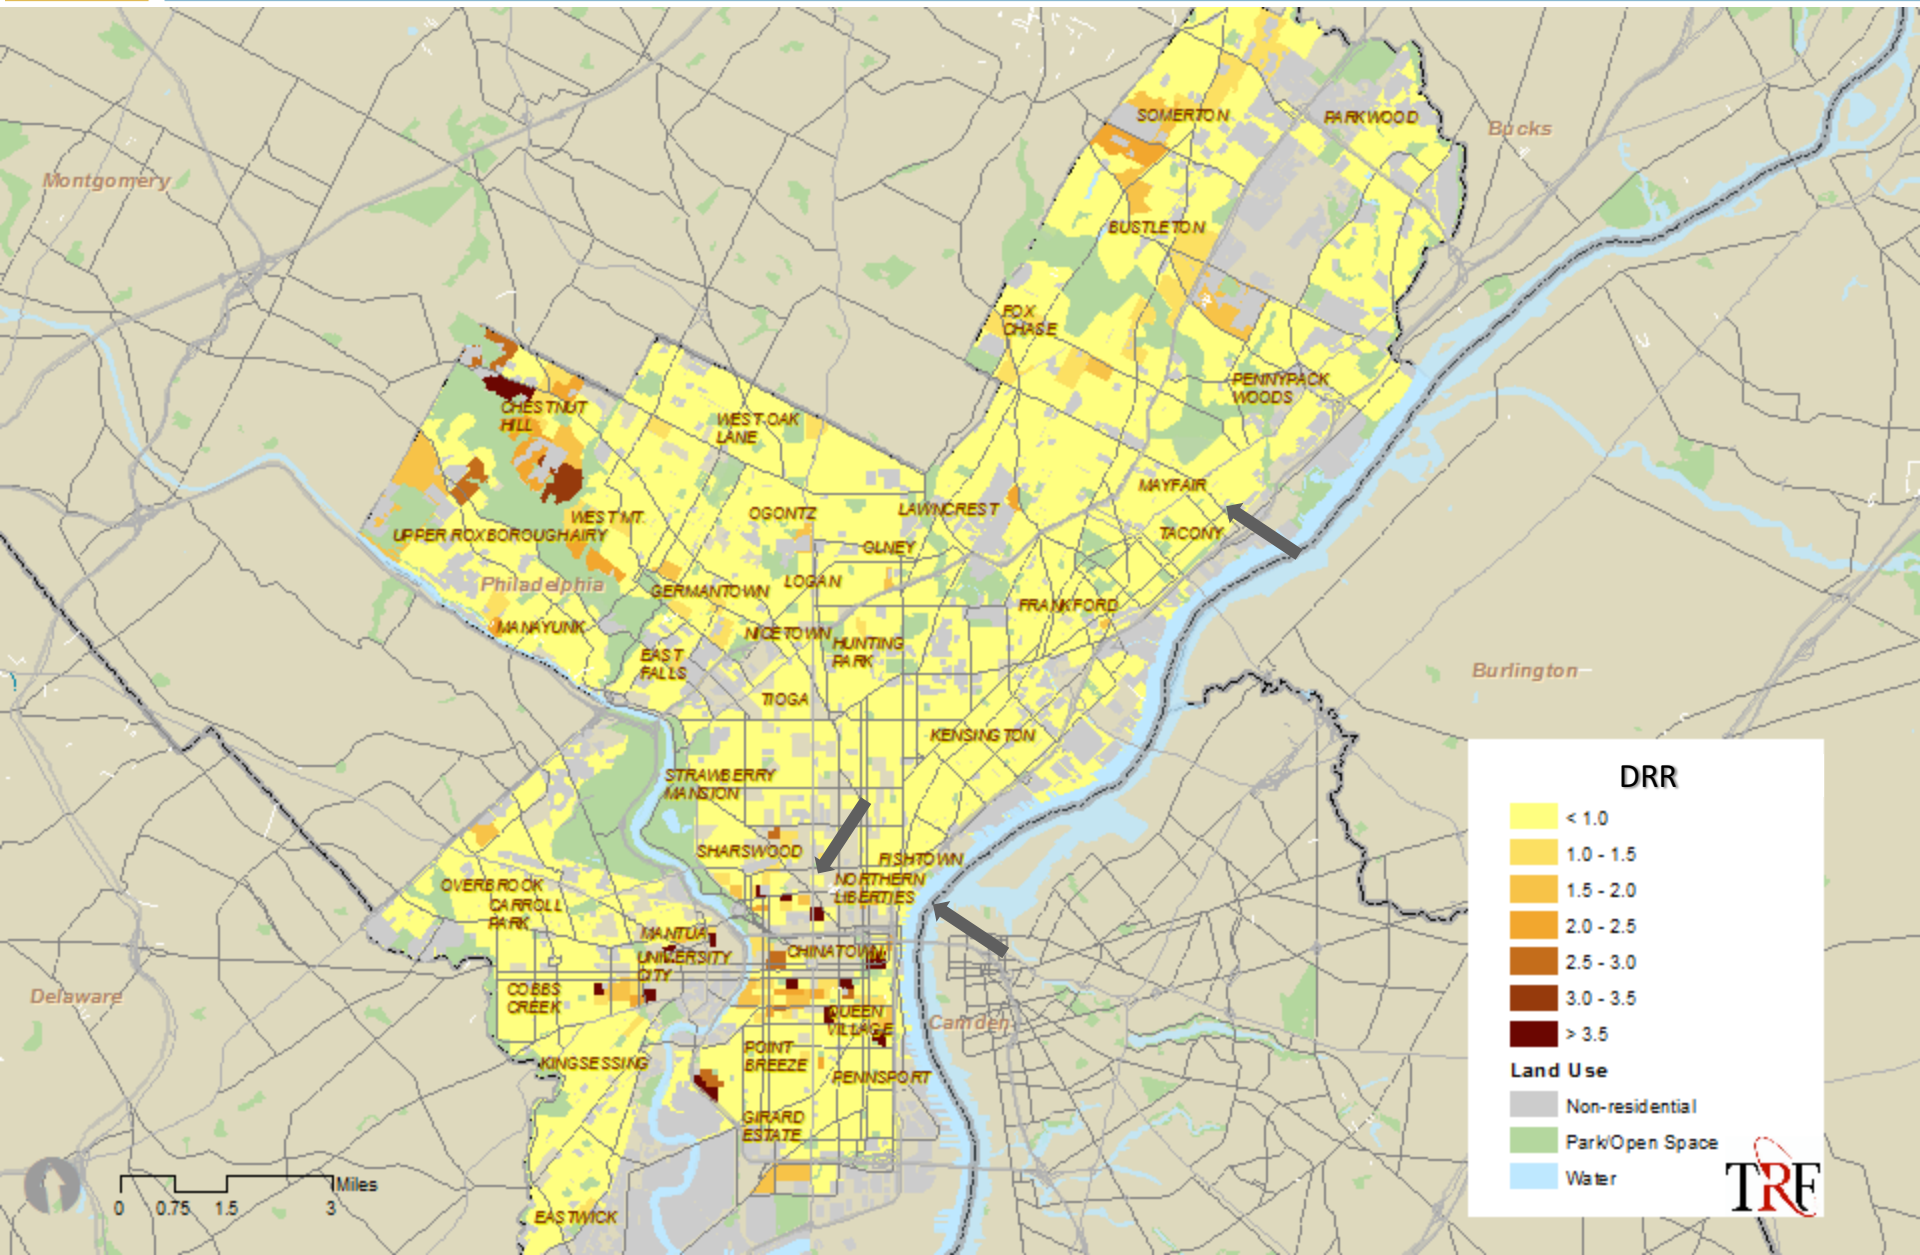 SOMERTON
PARKWOOD
Bucks
Montgomery
BUSTLETON
FOX
CHASE
PENNYPACK
WOODS
CHESTNUT
HILL
WEST OAK
LANE
MAYFAIR
LAWNCREST
OGONTZ
WEST MT.
AIRY
UPPER ROXBOROUGH
TACONY
OLNEY
Philadelphia
LOGAN
GERMANTOWN
FRANKFORD
MANAYUNK
NICETOWN
HUNTING
PARK
EAST
FALLS
Burlington
TIOGA
KENSINGTON
STRAWBERRY
MANSION
SHARSWOOD
FISHTOWN
NORTHERN
LIBERTIES
OVERBROOK
CARROLL
PARK
MANTUA
CHINATOWN
UNIVERSITY
CITY
COBBS
CREEK
Delaware
QUEEN
VILLAGE
Camden
POINT
BREEZE
KINGSESSING
PENNSPORT
GIRARD
ESTATE
EASTWICK
0 0.75 1.5 3 Miles
DRR
< 1.0
1.0 - 1.5
1.5 - 2.0
2.0 - 2.5
2.5 - 3.0
3.0 - 3.5
> 3.5
Land Use
Non-residential
Park/Open Space
Water
TRF